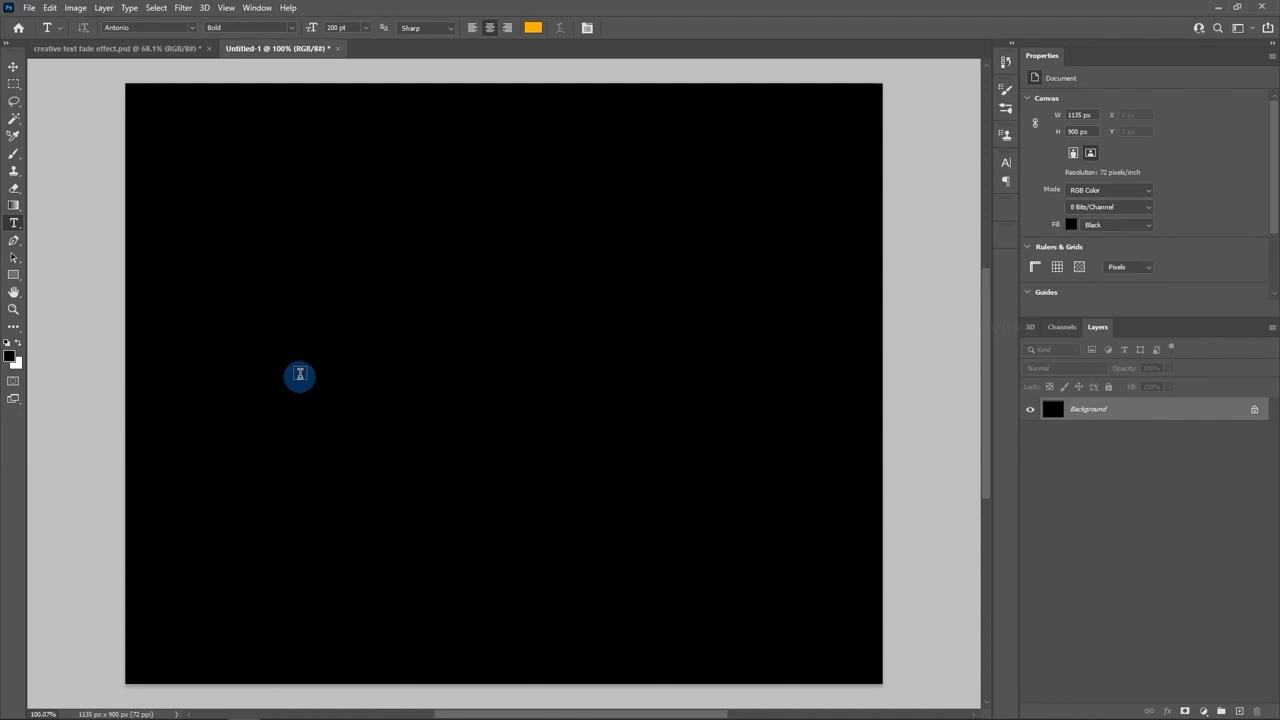 Ps File Edit Image Layer Type Select Filter 3D View Window Help
T Antonio Bold 200 pt Sharp
creative text fade effect.psd @ 68.1% (RGB/8#) * × Untitled-1 @ 100% (RGB/8#) * ×
Properties
Document
Canvas
W 1135 px X 0 px
H 900 px Y 0 px
Resolution: 72 pixels/inch
Mode RGB Color
8 Bits/Channel
Fill Black
Rulers & Grids
Pixels
Guides
3D Channels Layers
Kind
Normal Opacity: 100%
Lock: Fill: 100%
Background
100.07% 1135 px x 900 px (72 ppi)